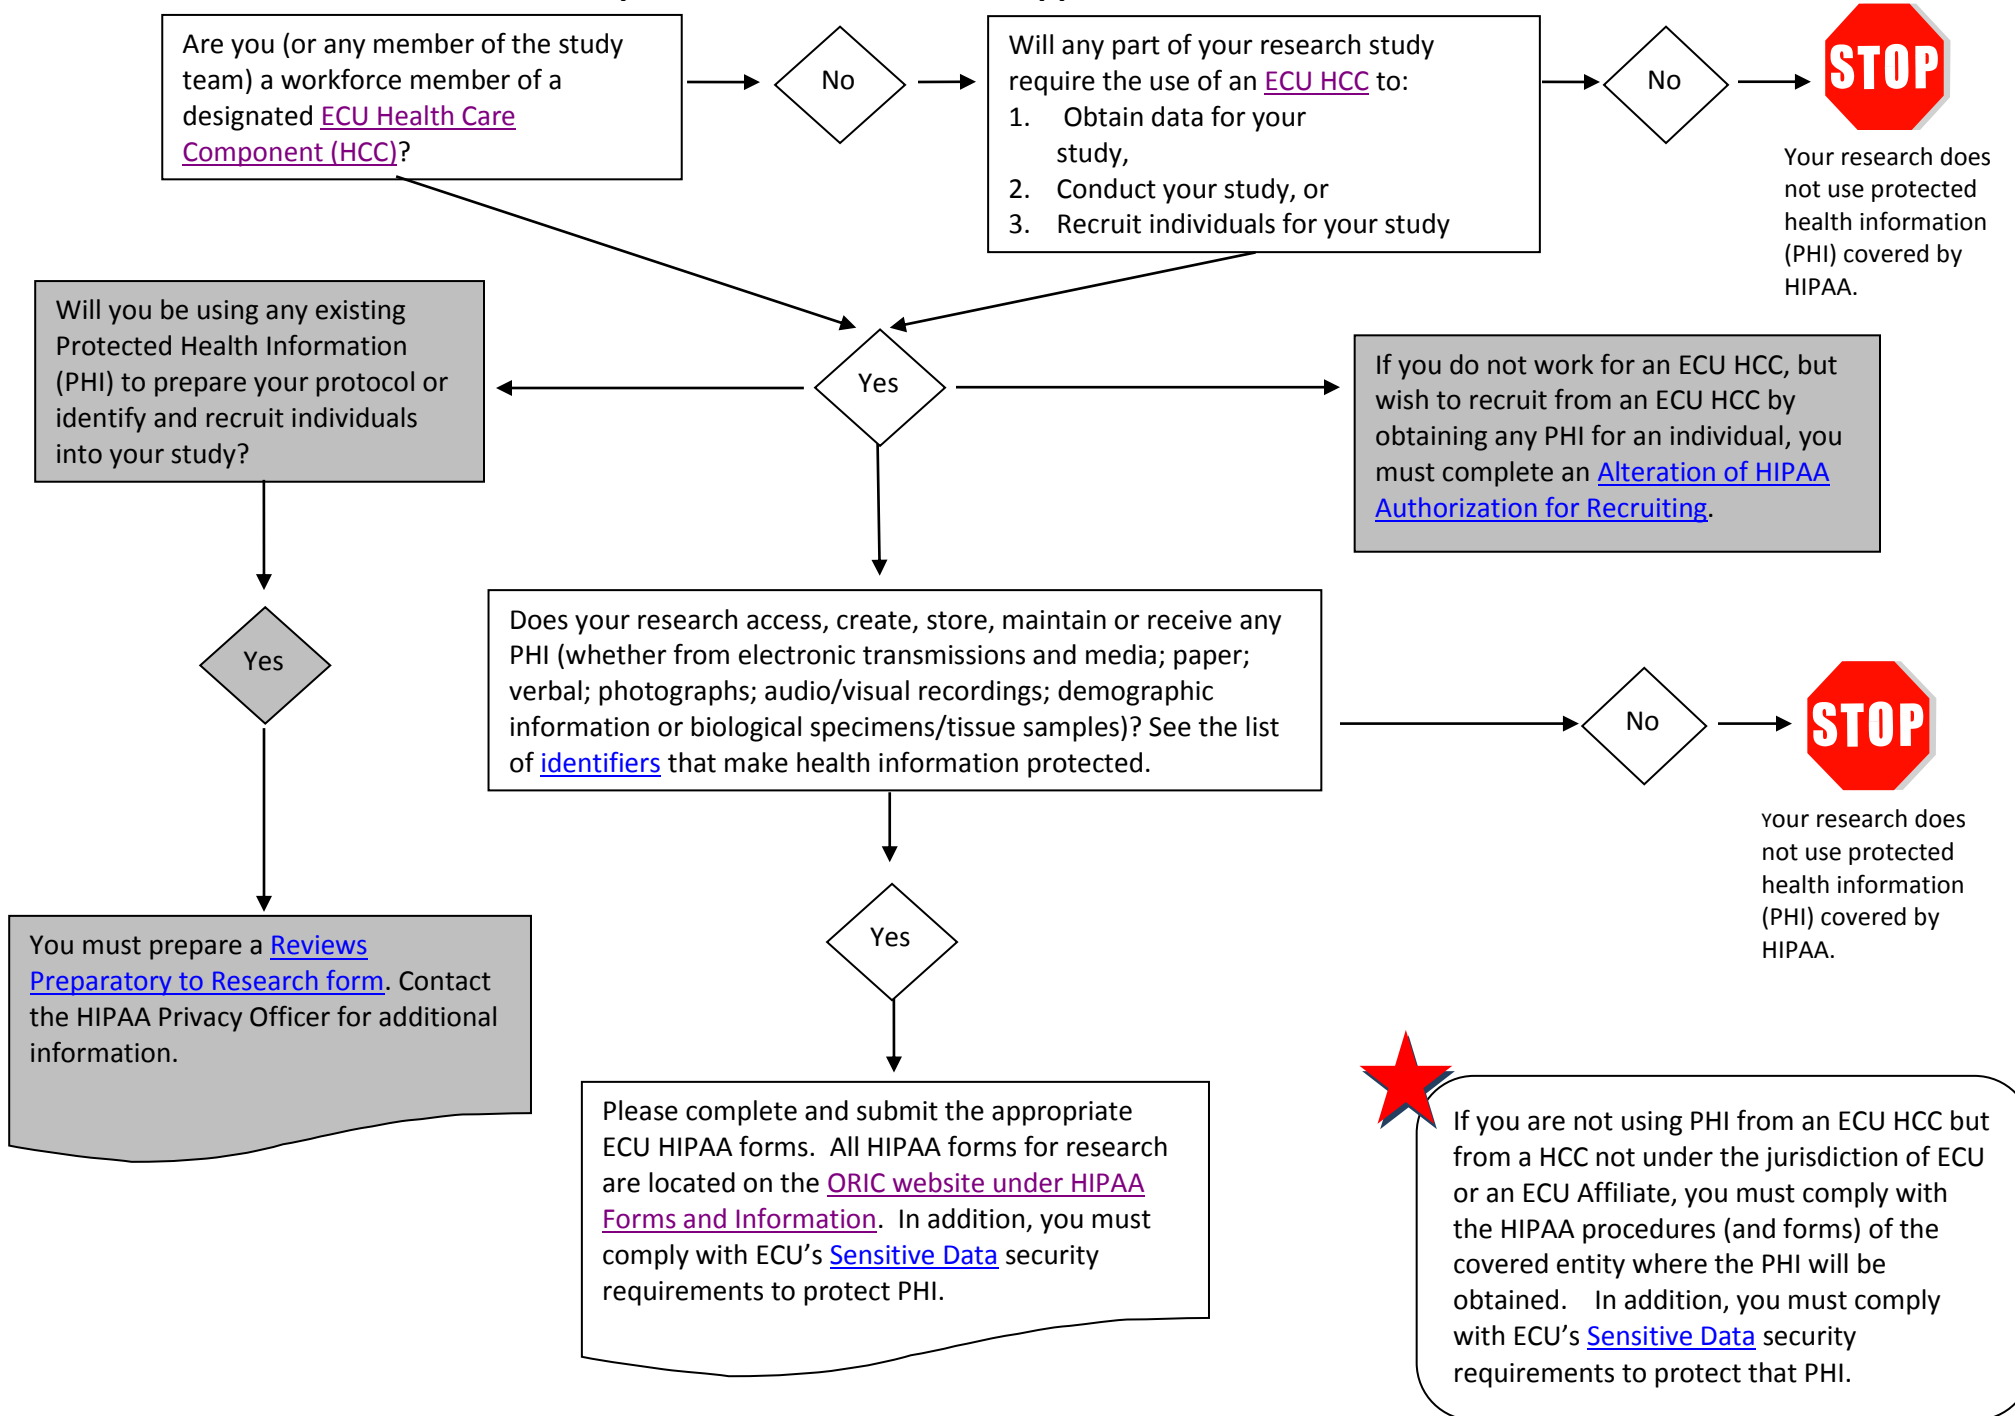 Are you (or any member of the study
team) a workforce member of a
designated ECU Health Care
Component (HCC)?
No
Will any part of your research study
require the use of an ECU HCC to:
1. Obtain data for your
study,
2. Conduct your study, or
3. Recruit individuals for your study
No
STOP
Your research does
not use protected
health information
(PHI) covered by
HIPAA.
Will you be using any existing
Protected Health Information
(PHI) to prepare your protocol or
identify and recruit individuals
into your study?
Yes
If you do not work for an ECU HCC, but
wish to recruit from an ECU HCC by
obtaining any PHI for an individual, you
must complete an Alteration of HIPAA
Authorization for Recruiting.
Yes
Does your research access, create, store, maintain or receive any
PHI (whether from electronic transmissions and media; paper;
verbal; photographs; audio/visual recordings; demographic
information or biological specimens/tissue samples)? See the list
of identifiers that make health information protected.
No
STOP
Your research does
not use protected
health information
(PHI) covered by
HIPAA.
You must prepare a Reviews
Preparatory to Research form. Contact
the HIPAA Privacy Officer for additional
information.
Yes
Please complete and submit the appropriate
ECU HIPAA forms. All HIPAA forms for research
are located on the ORIC website under HIPAA
Forms and Information. In addition, you must
comply with ECU's Sensitive Data security
requirements to protect PHI.
If you are not using PHI from an ECU HCC but
from a HCC not under the jurisdiction of ECU
or an ECU Affiliate, you must comply with
the HIPAA procedures (and forms) of the
covered entity where the PHI will be
obtained. In addition, you must comply
with ECU's Sensitive Data security
requirements to protect that PHI.